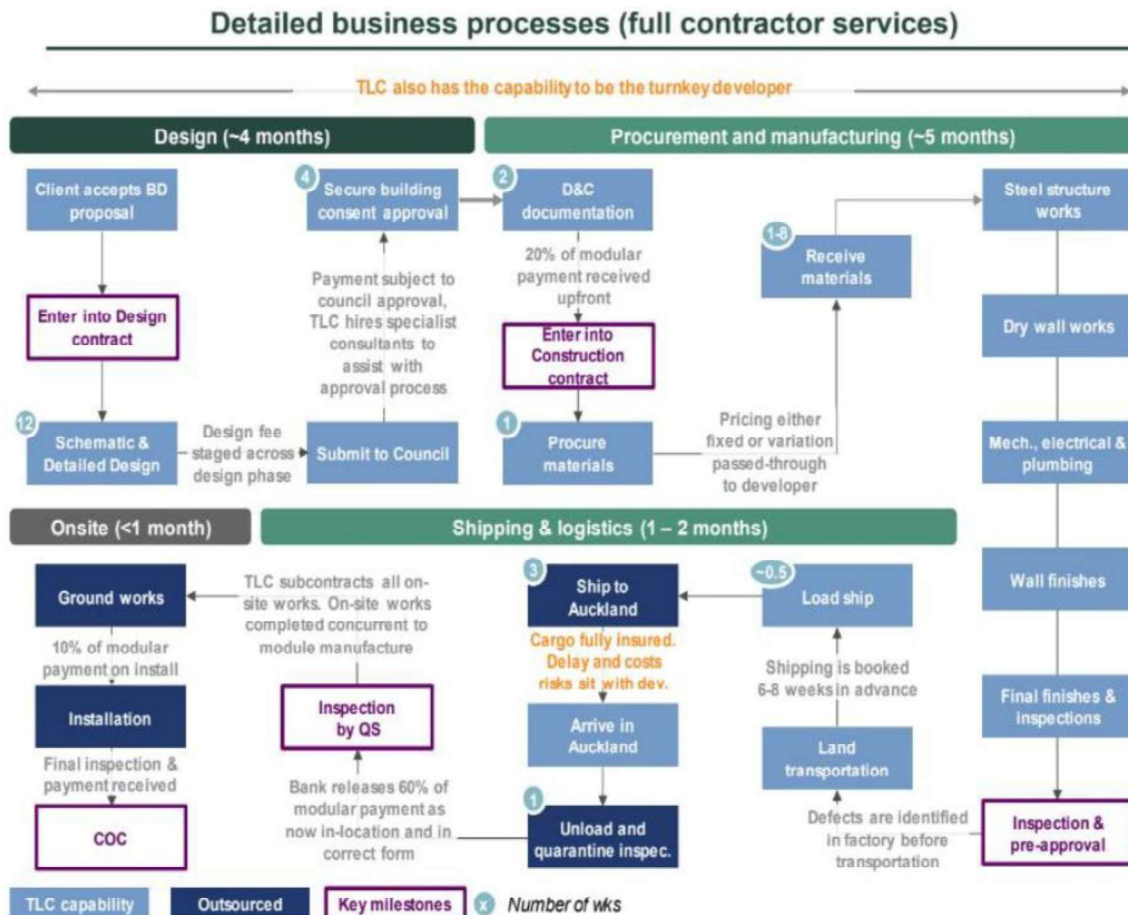 Detailed business processes (full contractor services)
TLC also has the capability to be the turnkey developer
Design (~4 months)
Procurement and manufacturing (~5 months)
Client accepts BD
proposal
Enter into Design
contract
12
Schematic &
Detailed Design
Design fee
staged across
design phase
Submit to Council
Payment subject to
council approval,
TLC hires specialist
consultants to
assist with
approval process
4
Secure building
consent approval
2
D&C
documentation
20% of modular
payment received
upfront
Enter into
Construction
contract
1
Procure
materials
Pricing either
fixed or variation
passed-through
to developer
1-8
Receive
materials
Steel structure
works
Dry wall works
Mech., electrical &
plumbing
Wall finishes
Final finishes &
inspections
Inspection &
pre-approval
Onsite (<1 month)
Shipping & logistics (1 – 2 months)
Defects are identified
in factory before
transportation
Land
transportation
Shipping is booked
6-8 weeks in advance
~0.5
Load ship
3
Ship to
Auckland
Cargo fully insured.
Delay and costs
risks sit with dev.
Arrive in
Auckland
1
Unload and
quarantine inspec.
Bank releases 60% of
modular payment as
now in-location and in
correct form
Inspection
by QS
TLC subcontracts all on-
site works. On-site works
completed concurrent to
module manufacture
Ground works
10% of modular
payment on install
Installation
Final inspection &
payment received
COC
TLC capability
Outsourced
Key milestones
x Number of wks